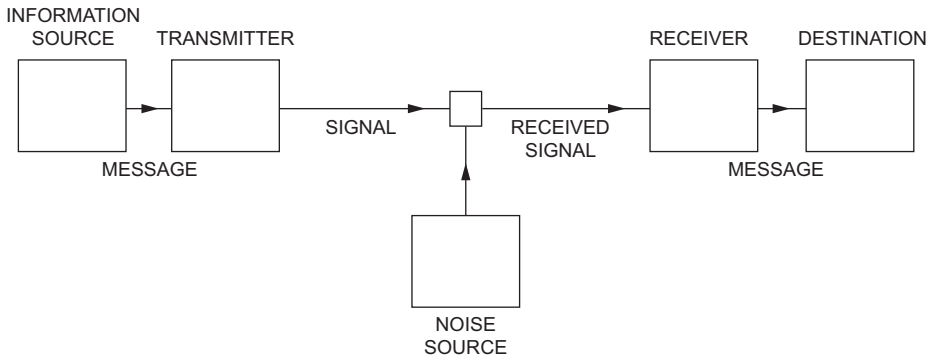 INFORMATION
SOURCE
TRANSMITTER
RECEIVER
DESTINATION
SIGNAL
RECEIVED
SIGNAL
MESSAGE
MESSAGE
NOISE
SOURCE